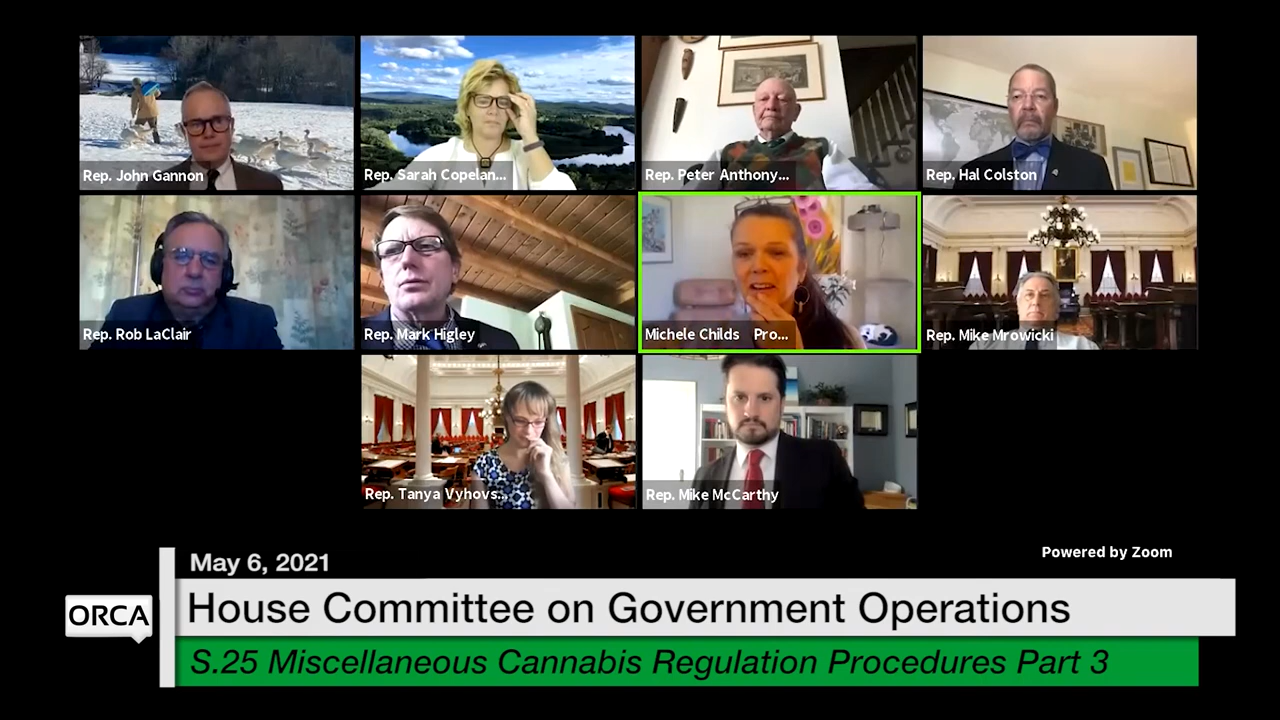 Rep. John Gannon
Rep. Sarah Copelan...
Rep. Peter Anthony...
Rep. Hal Colston
Rep. Rob LaClair
Rep. Mark Higley
Michele Childs Pro...
Rep. Mike Mrowicki
Rep. Tanya Vyhovs...
Rep. Mike McCarthy
Powered by Zoom
May 6, 2021
ORCA
House Committee on Government Operations
S.25 Miscellaneous Cannabis Regulation Procedures Part 3